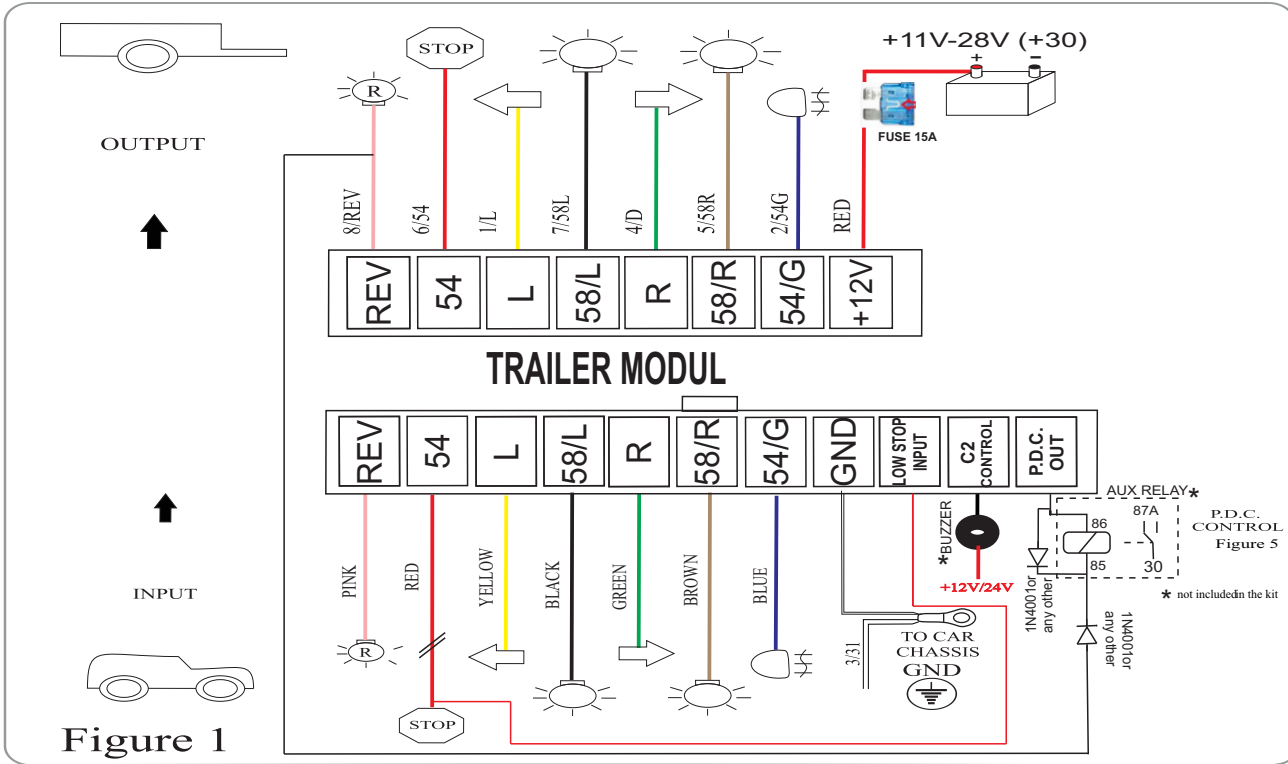 +11V-28V (+30)
+ -
STOP
R
FUSE 15A
OUTPUT
8/REV
6/54
1/L
7/58L
4/D
5/58R
2/54G
RED
REV
54
L
58/L
R
58/R
54/G
+12V
TRAILER MODUL
REV
54
L
58/L
R
58/R
54/G
GND
LOW STOP
INPUT
C2
CONTROL
P.D.C.
OUT
AUX RELAY*
87A
86
85
30
P.D.C.
CONTROL
Figure 5
* not includedin the kit
*BUZZER
+12V/24V
1N4001or
any other
1N4001or
any other
INPUT
PINK
RED
YELLOW
BLACK
GREEN
BROWN
BLUE
3/31
TO CAR
CHASSIS
GND
R
STOP
Figure 1